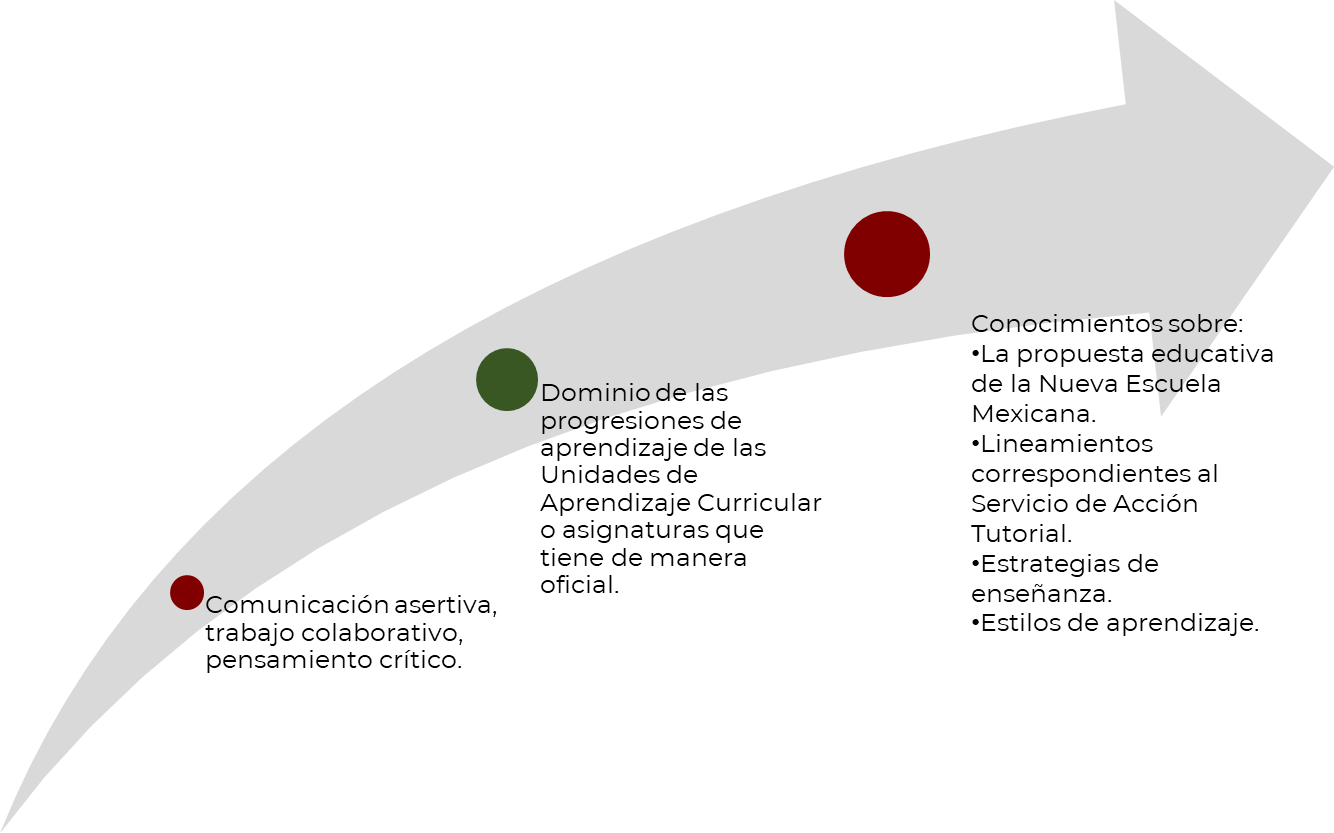 Comunicación asertiva,
trabajo colaborativo,
pensamiento crítico.
Dominio de las
progresiones de
aprendizaje de las
Unidades de
Aprendizaje Curricular
o asignaturas que
tiene de manera
oficial.
Conocimientos sobre:
•La propuesta educativa
de la Nueva Escuela
Mexicana.
•Lineamientos
correspondientes al
Servicio de Acción
Tutorial.
•Estrategias de
enseñanza.
•Estilos de aprendizaje.